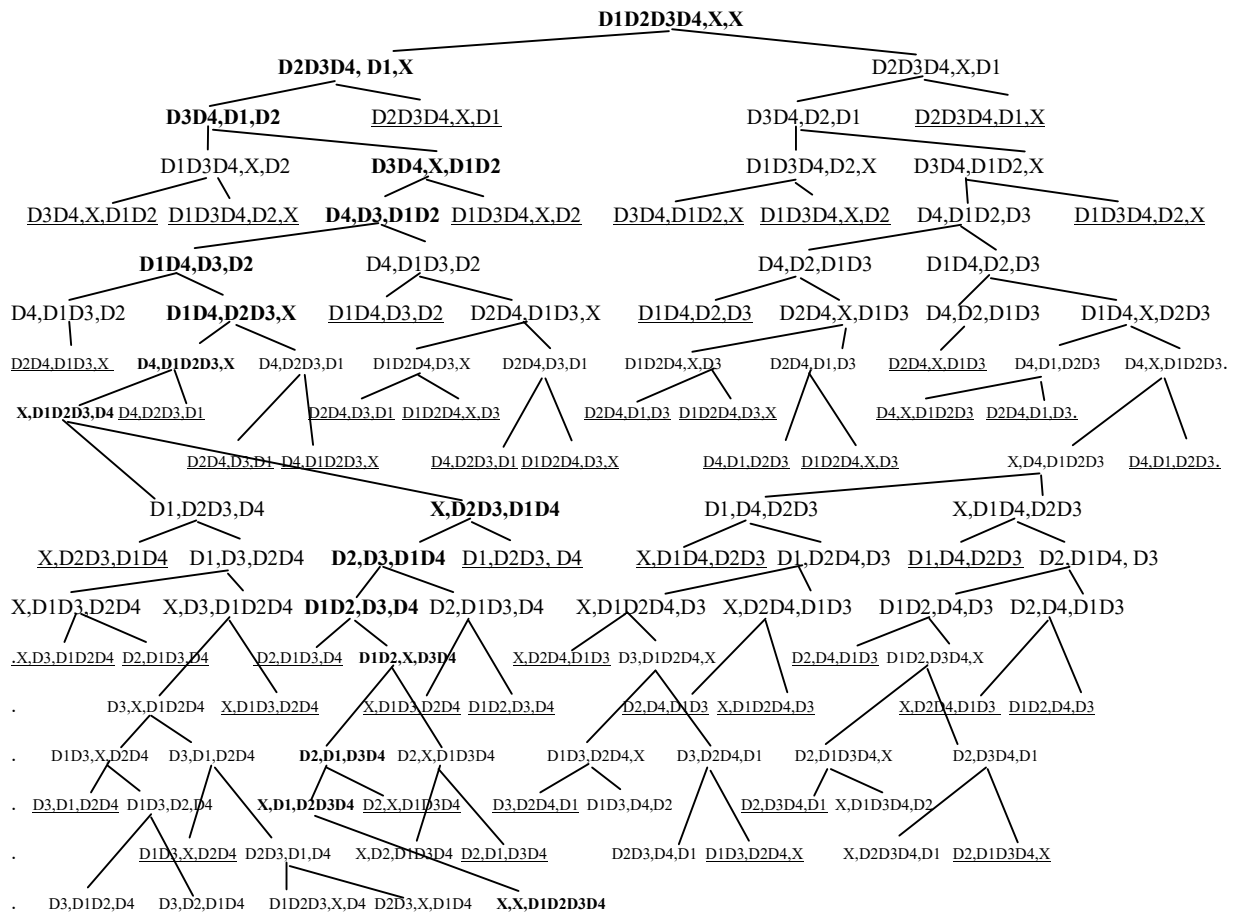 D1D2D3D4,X,X
D2D3D4, D1,X D2D3D4,X,D1
D3D4,D1,D2 D2D3D4,X,D1 D3D4,D2,D1 D2D3D4,D1,X
D1D3D4,X,D2 D3D4,X,D1D2 D1D3D4,D2,X D3D4,D1D2,X
D3D4,X,D1D2 D1D3D4,D2,X D4,D3,D1D2 D1D3D4,X,D2 D3D4,D1D2,X D1D3D4,X,D2 D4,D1D2,D3 D1D3D4,D2,X
D1D4,D3,D2 D4,D1D3,D2 D4,D2,D1D3 D1D4,D2,D3
D4,D1D3,D2 D1D4,D2D3,X D1D4,D3,D2 D2D4,D1D3,X D1D4,D2,D3 D2D4,X,D1D3 D4,D2,D1D3 D1D4,X,D2D3
D2D4,D1D3,X D4,D1D2D3,X D4,D2D3,D1 D1D2D4,D3,X D2D4,D3,D1 D1D2D4,X,D3 D2D4,D1,D3 D2D4,X,D1D3 D4,D1,D2D3 D4,X,D1D2D3.
X,D1D2D3,D4 D4,D2D3,D1 D2D4,D3,D1 D1D2D4,X,D3 D2D4,D1,D3 D1D2D4,D3,X D4,X,D1D2D3 D2D4,D1,D3.
D2D4,D3,D1 D4,D1D2D3,X D4,D2D3,D1 D1D2D4,D3,X D4,D1,D2D3 D1D2D4,X,D3 X,D4,D1D2D3 D4,D1,D2D3.
D1,D2D3,D4 X,D2D3,D1D4 D1,D4,D2D3 X,D1D4,D2D3
X,D2D3,D1D4 D1,D3,D2D4 D2,D3,D1D4 D1,D2D3, D4 X,D1D4,D2D3 D1,D2D4,D3 D1,D4,D2D3 D2,D1D4, D3
X,D1D3,D2D4 X,D3,D1D2D4 D1D2,D3,D4 D2,D1D3,D4 X,D1D2D4,D3 X,D2D4,D1D3 D1D2,D4,D3 D2,D4,D1D3
.X,D3,D1D2D4 D2,D1D3,D4 D2,D1D3,D4 D1D2,X,D3D4 X,D2D4,D1D3 D3,D1D2D4,X D2,D4,D1D3 D1D2,D3D4,X
. D3,X,D1D2D4 X,D1D3,D2D4 X,D1D3,D2D4 D1D2,D3,D4 D2,D4,D1D3 X,D1D2D4,D3 X,D2D4,D1D3 D1D2,D4,D3
. D1D3,X,D2D4 D3,D1,D2D4 D2,D1,D3D4 D2,X,D1D3D4 D1D3,D2D4,X D3,D2D4,D1 D2,D1D3D4,X D2,D3D4,D1
. D3,D1,D2D4 D1D3,D2,D4 X,D1,D2D3D4 D2,X,D1D3D4 D3,D2D4,D1 D1D3,D4,D2 D2,D3D4,D1 X,D1D3D4,D2
. D1D3,X,D2D4 D2D3,D1,D4 X,D2,D1D3D4 D2,D1,D3D4 D2D3,D4,D1 D1D3,D2D4,X X,D2D3D4,D1 D2,D1D3D4,X
. D3,D1D2,D4 D3,D2,D1D4 D1D2D3,X,D4 D2D3,X,D1D4 X,X,D1D2D3D4